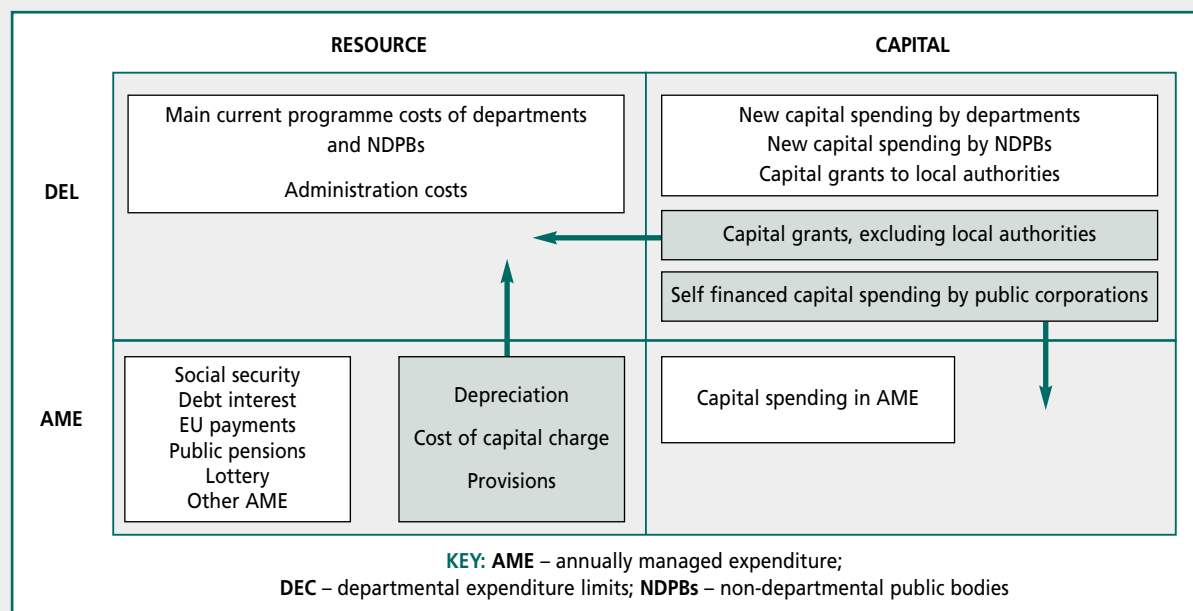 RESOURCE
CAPITAL
DEL
Main current programme costs of departments
and NDPBs
Administration costs
New capital spending by departments
New capital spending by NDPBs
Capital grants to local authorities
Capital grants, excluding local authorities
Self financed capital spending by public corporations
AME
Social security
Debt interest
EU payments
Public pensions
Lottery
Other AME
Depreciation
Cost of capital charge
Provisions
Capital spending in AME
KEY: AME – annually managed expenditure;
DEC – departmental expenditure limits; NDPBs – non-departmental public bodies